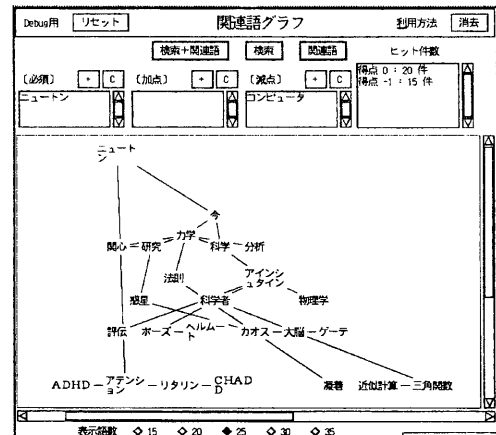 Debug用 リセット 関連語グラフ 利用方法 消去
検索+関連語 検索 関連語 ヒット件数
〔必須〕 + C 〔加点〕 + C 〔減点〕 + C
得点 0 : 20 件
得点 -1 : 15 件
ニュートン コンピュータ
ニュート
ン
今
力学
関心 研究 科学 分析
法則
アインシ
ュタイン
惑星 科学者 物理学
評伝 ボーズ ヘルム
ト
カオス 大脳 ゲーテ
ADHD アテンシ
ョン
リタリン CHAD
D
凝着 近似計算 三角関数
表示語数 15 20 25 30 35